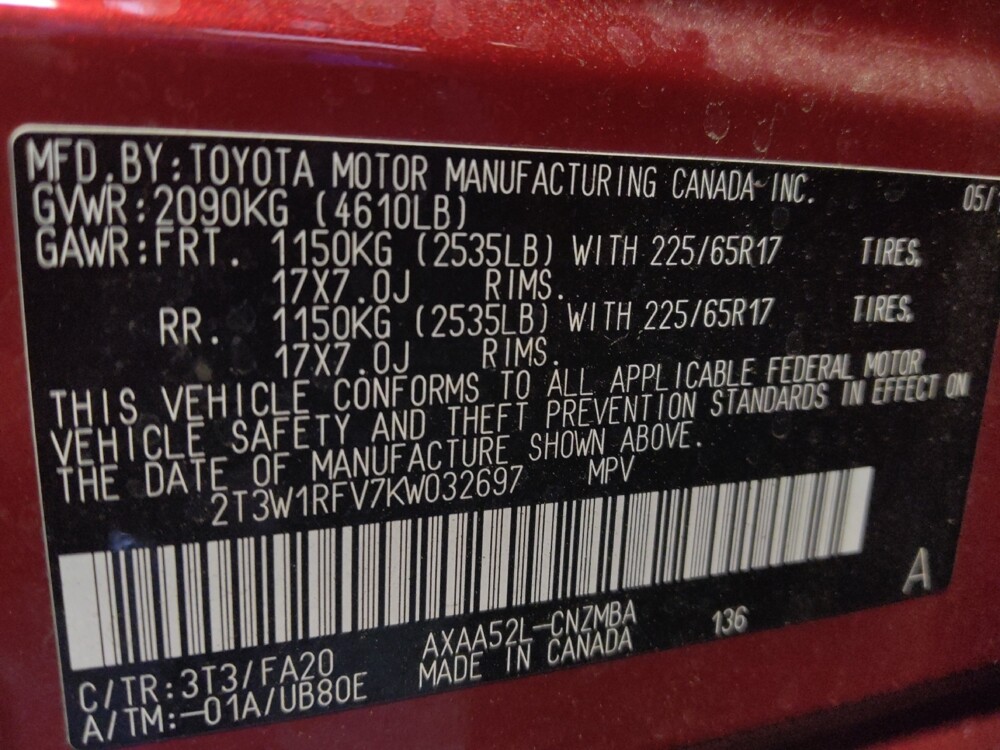 MFD.BY:TOYOTA MOTOR MANUFACTURING CANADA INC. 05/
GVWR:2090KG (4610LB)
GAWR:FRT. 1150KG (2535LB) WITH 225/65R17 TIRES,
17X7.0J RIMS.
RR. 1150KG (2535LB) WITH 225/65R17 TIRES,
17X7.0J RIMS.
THIS VEHICLE CONFORMS TO ALL APPLICABLE FEDERAL MOTOR
VEHICLE SAFETY AND THEFT PREVENTION STANDARDS IN EFFECT ON
THE DATE OF MANUFACTURE SHOWN ABOVE.
2T3W1RFV7KW032697 MPV
A
AXAA52L-CNZMBA 136
C/TR:3T3/FA20 MADE IN CANADA
A/TM:-01A/UB80E